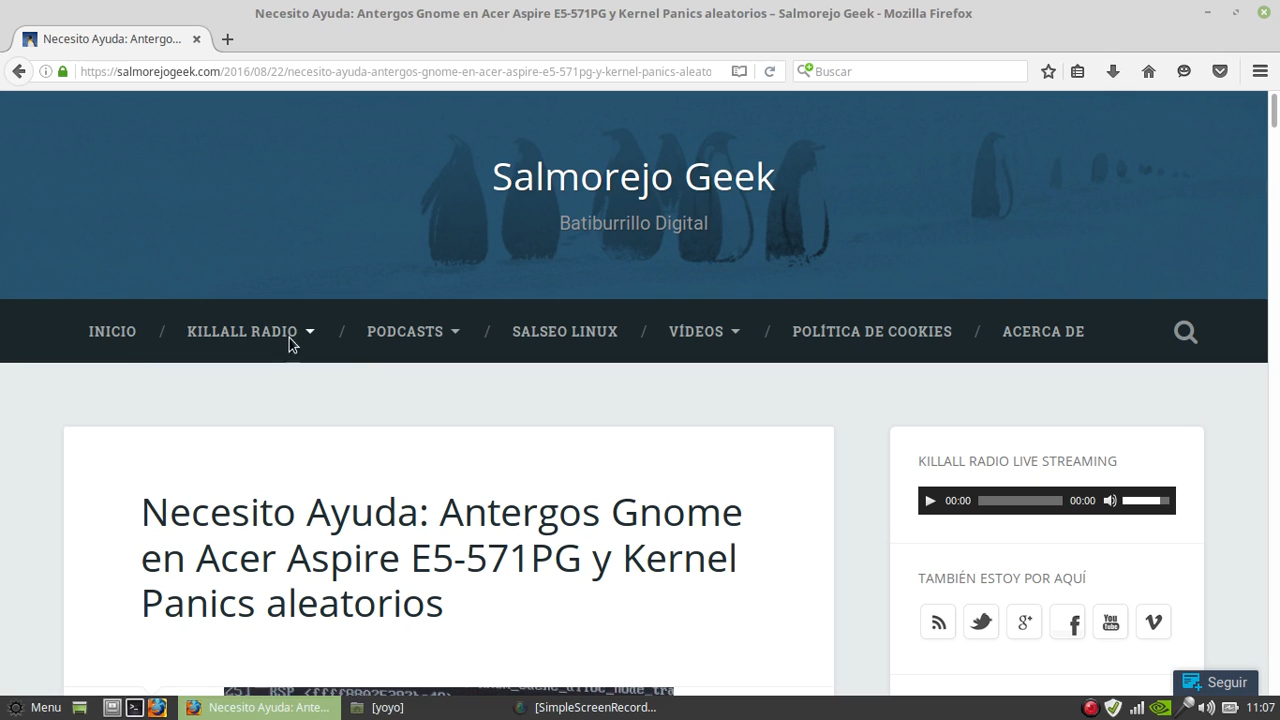 Necesito Ayuda: Antergos Gnome en Acer Aspire E5-571PG y Kernel Panics aleatorios – Salmorejo Geek - Mozilla Firefox
Necesito Ayuda: Antergo...
https://salmorejogeek.com/2016/08/22/necesito-ayuda-antergos-gnome-en-acer-aspire-e5-571pg-y-kernel-panics-aleato
Buscar
Salmorejo Geek
Batiburrillo Digital
INICIO / KILLALL RADIO / PODCASTS / SALSEO LINUX / VÍDEOS / POLÍTICA DE COOKIES / ACERCA DE
KILLALL RADIO LIVE STREAMING
00:00 00:00
Necesito Ayuda: Antergos Gnome
en Acer Aspire E5-571PG y Kernel
Panics aleatorios
TAMBIÉN ESTOY POR AQUÍ
You
Tube
Seguir
Menu
Necesito Ayuda: Ante...
[yoyo]
[SimpleScreenRecord...
11:07